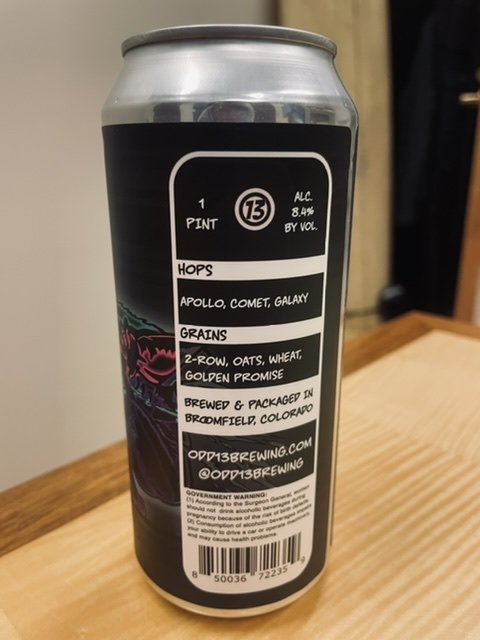 1
PINT
13
ALC.
8.4%
BY VOL.
HOPS
APOLLO, COMET, GALAXY
GRAINS
2-ROW, OATS, WHEAT,
GOLDEN PROMISE
BREWED & PACKAGED IN
BROOMFIELD, COLORADO
ODD13BREWING.COM
@ODD13BREWING
GOVERNMENT WARNING:
(1) According to the Surgeon General, women
should not drink alcoholic beverages during
pregnancy because of the risk of birth defects.
(2) Consumption of alcoholic beverages impairs
your ability to drive a car or operate machinery,
and may cause health problems.
8 50036 72235 9